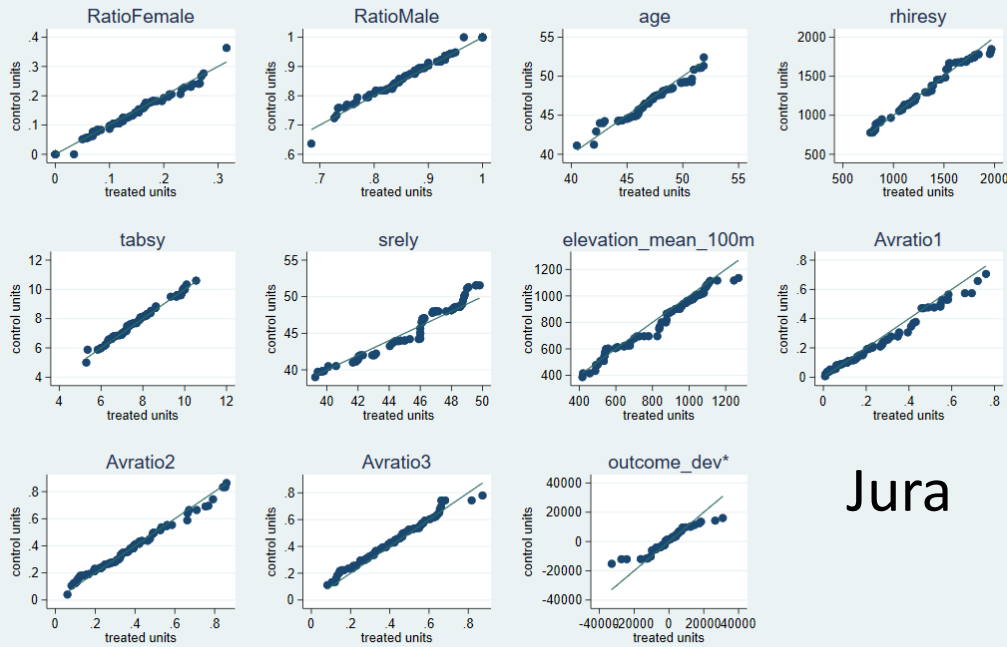 RatioFemale
control units
.4
.3
.2
.1
0
0 .1 .2 .3
treated units
RatioMale
control units
1
.9
.8
.7
.6
.7 .8 .9 1
treated units
age
control units
55
50
45
40
40 45 50 55
treated units
rhiresy
control units
2000
1500
1000
500
500 1000 1500 2000
treated units
tabsy
control units
12
10
8
6
4
4 6 8 10 12
treated units
srely
control units
55
50
45
40
40 42 44 46 48 50
treated units
elevation_mean_100m
control units
1200
1000
800
600
400
400 600 800 1000 1200
treated units
Avratio1
control units
.8
.6
.4
.2
0
0 .2 .4 .6 .8
treated units
Avratio2
control units
.8
.6
.4
.2
0
0 .2 .4 .6 .8
treated units
Avratio3
control units
.8
.6
.4
.2
0
0 .2 .4 .6 .8
treated units
outcome_dev*
control units
40000
20000
0
-20000
-40000
-40000 -20000 0 20000 40000
treated units
Jura